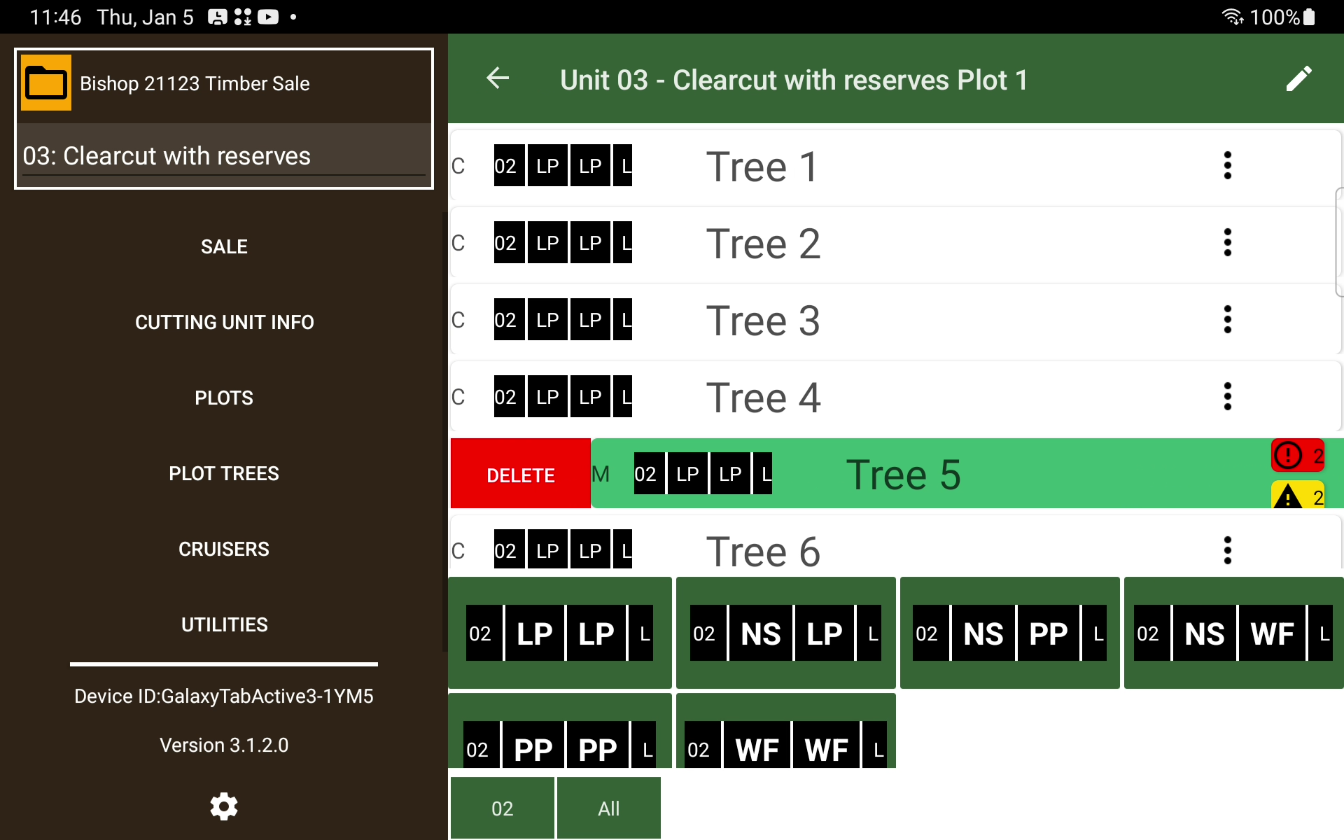 11:46 Thu, Jan 5
100%
Bishop 21123 Timber Sale
03: Clearcut with reserves
SALE
CUTTING UNIT INFO
PLOTS
PLOT TREES
CRUISERS
UTILITIES
Device ID:GalaxyTabActive3-1YM5
Version 3.1.2.0
Unit 03 - Clearcut with reserves Plot 1
C 02 LP LP L Tree 1
C 02 LP LP L Tree 2
C 02 LP LP L Tree 3
C 02 LP LP L Tree 4
DELETE M 02 LP LP L Tree 5 2
2
C 02 LP LP L Tree 6
02 LP LP L 02 NS LP L 02 NS PP L 02 NS WF L
02 PP PP L 02 WF WF L
02 All